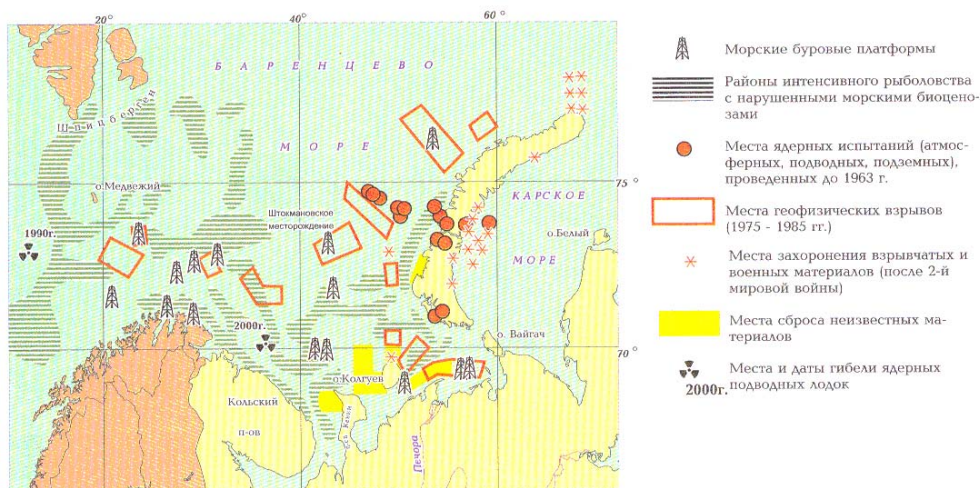 20°
40°
60°
БАРЕНЦЕВО
МОРЕ
Шпицберген
о.Медвежий
75
КАРСКОЕ
МОРЕ
Штокмановское
месторождение
1990г.
о.Белый
2000г.
о. Вайгач
70
о.Колгуев
Кольский
п-ов
Печора
Морские буровые платформы
Районы интенсивного рыболовства
с нарушенными морскими биоцено-
зами
Места ядерных испытаний (атмос-
ферных, подводных, подземных),
проведенных до 1963 г.
Места геофизических взрывов
(1975 - 1985 гг.)
Места захоронения взрывчатых и
военных материалов (после 2-й
мировой войны)
Места сброса неизвестных ма-
териалов
Места и даты гибели ядерных
подводных лодок
2000г.